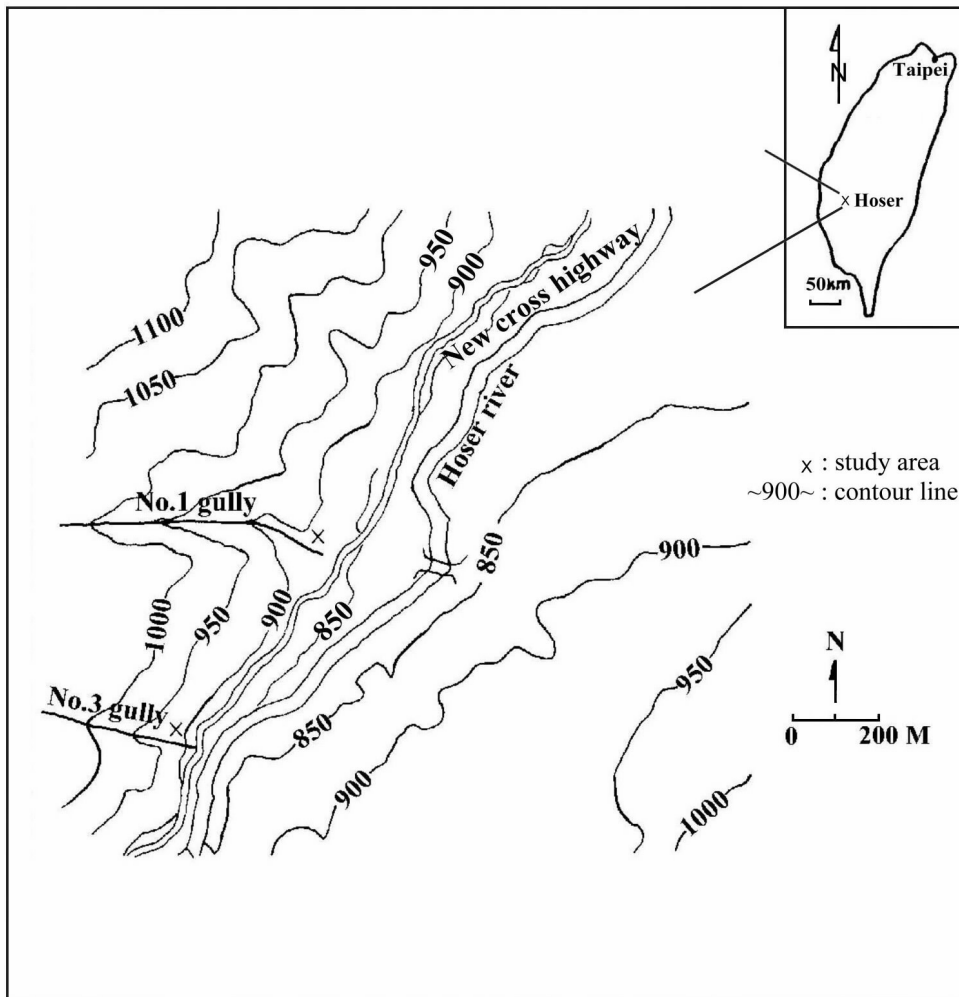 N
Taipei
Hoser
50km
950
900
New cross highway
1100
1050
Hoser river
x : study area
~900~ : contour line
No.1 gully
850
900
1000
950
900
850
950
No.3 gully
850
N
0 200 M
900
1000